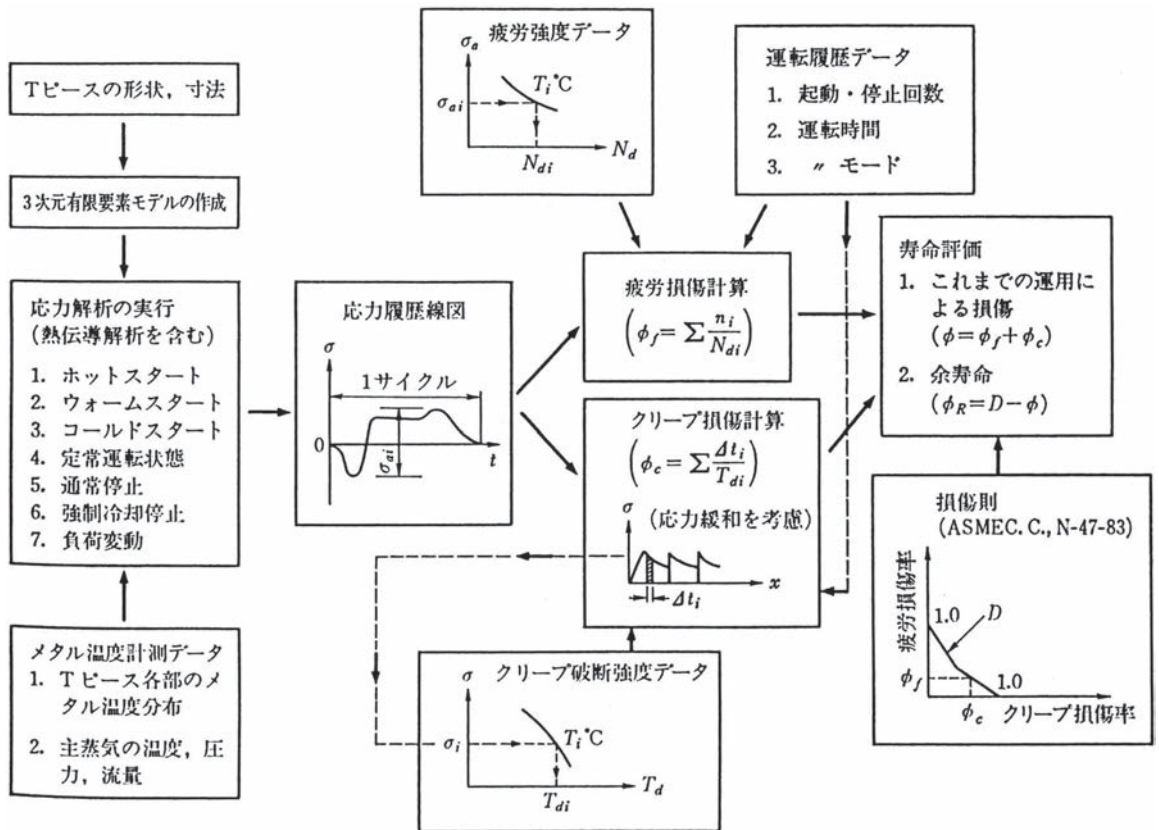 Tピースの形状，寸法
3次元有限要素モデルの作成
応力解析の実行
(熱伝導解析を含む)
1. ホットスタート
2. ウォームスタート
3. コールドスタート
4. 定常運転状態
5. 通常停止
6. 強制冷却停止
7. 負荷変動
メタル温度計測データ
1. Tピース各部のメ
タル温度分布
2. 主蒸気の温度，圧
力，流量
応力履歴線図
σ
1サイクル
0
t
σai
疲労強度データ
σa
Ti°C
σai
Nd
Ndi
運転履歴データ
1. 起動・停止回数
2. 運転時間
3. 〃 モード
疲労損傷計算
(φf=Σ ni/Ndi)
クリープ損傷計算
(φc=Σ Δti/Tdi)
σ
(応力緩和を考慮)
x
Δti
クリープ破断強度データ
σ
Ti°C
σi
Td
Tdi
寿命評価
1. これまでの運用に
よる損傷
(φ=φf+φc)
2. 余寿命
(φR=D−φ)
損傷則
(ASMEC. C., N-47-83)
疲労損傷率
1.0
D
φf
1.0
φc
クリープ損傷率